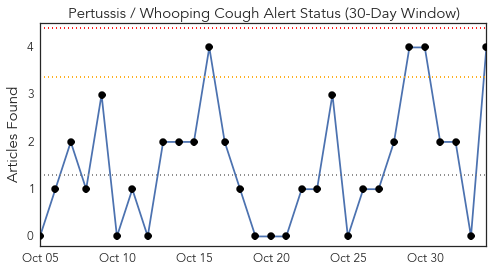 Pertussis / Whooping Cough Alert Status (30-Day Window)
Articles Found
4
3
2
1
0
Oct 05 Oct 10 Oct 15 Oct 20 Oct 25 Oct 30